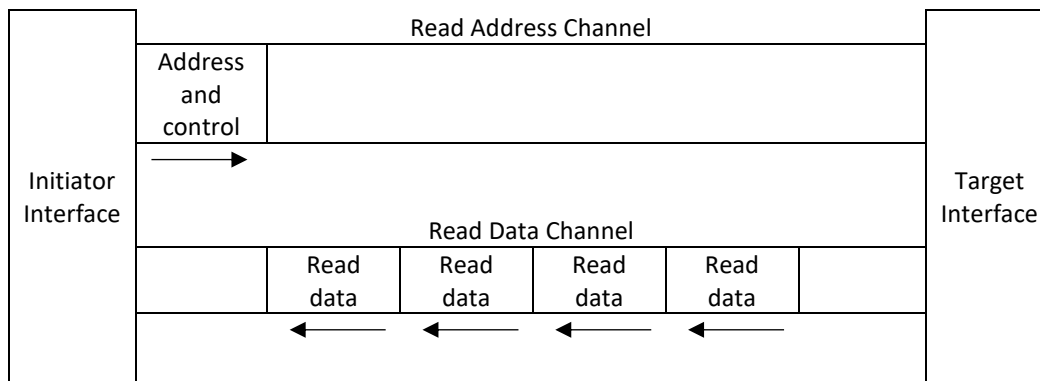 Read Address Channel
Address
and
control
Initiator
Interface
Target
Interface
Read Data Channel
Read
data
Read
data
Read
data
Read
data